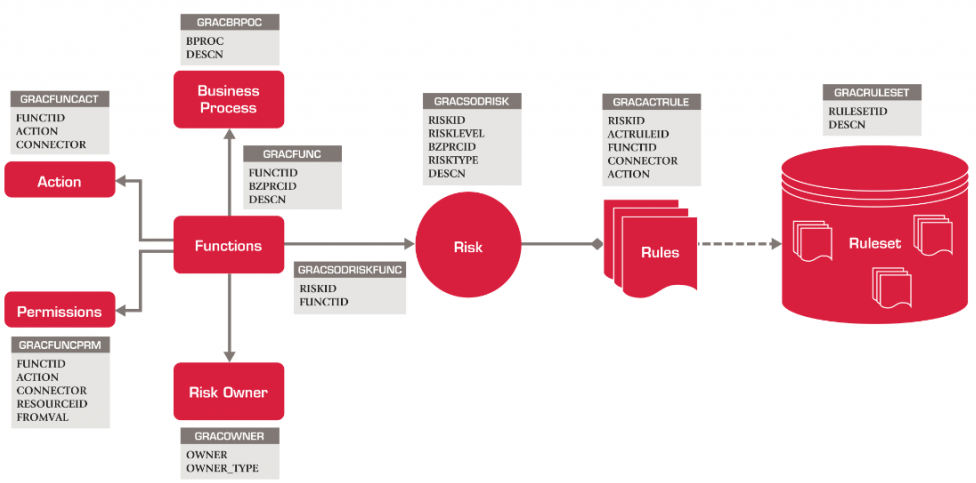 GRACBRPOC
BPROC
DESCN
Business
Process
GRACFUNCACT
FUNCTID
ACTION
CONNECTOR
Action
GRACFUNC
FUNCTID
BZPRCID
DESCN
Functions
GRACSODRISKFUNC
RISKID
FUNCTID
Permissions
GRACFUNCPRM
FUNCTID
ACTION
CONNECTOR
RESOURCEID
FROMVAL
Risk Owner
GRACOWNER
OWNER
OWNER_TYPE
GRACSODRISK
RISKID
RISKLEVEL
BZPRCID
RISKTYPE
DESCN
Risk
GRACACTRULE
RISKID
ACTRULEID
FUNCTID
CONNECTOR
ACTION
Rules
GRACRULESET
RULESETID
DESCN
Ruleset